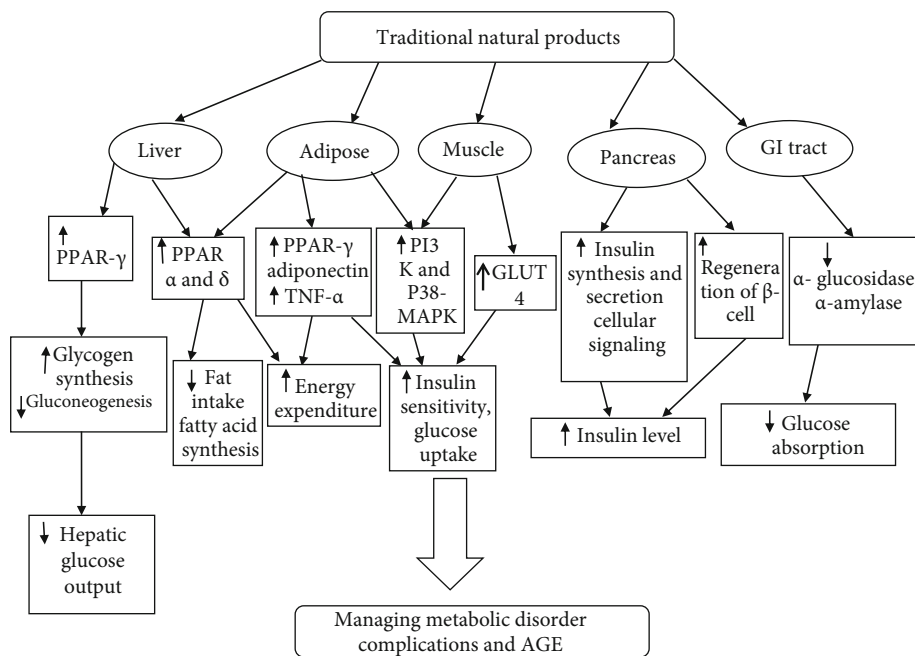 Traditional natural products
Liver
Adipose
Muscle
Pancreas
GI tract
↑
PPAR-γ
↑ PPAR
α and δ
↑ PPAR-γ
adiponectin
↑ TNF-α
↑ PI3
K and
P38-
MAPK
↑ GLUT
4
↑ Insulin
synthesis and
secretion
cellular
signaling
↑
Regenera
tion of β-
cell
↓
α- glucosidase
α-amylase
↑ Glycogen
synthesis
↓ Gluconeogenesis
↓ Fat
intake
fatty acid
synthesis
↑ Energy
expenditure
↑ Insulin
sensitivity,
glucose
uptake
↑ Insulin level
↓ Glucose
absorption
↓ Hepatic
glucose
output
Managing metabolic disorder
complications and AGE